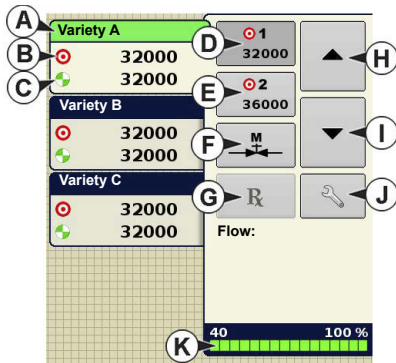 A
Variety A
B
32000
C
32000
Variety B
32000
32000
Variety C
32000
32000
D
1
32000
E
2
36000
F
M
G
Rx
H
I
J
Flow:
K
40 100 %